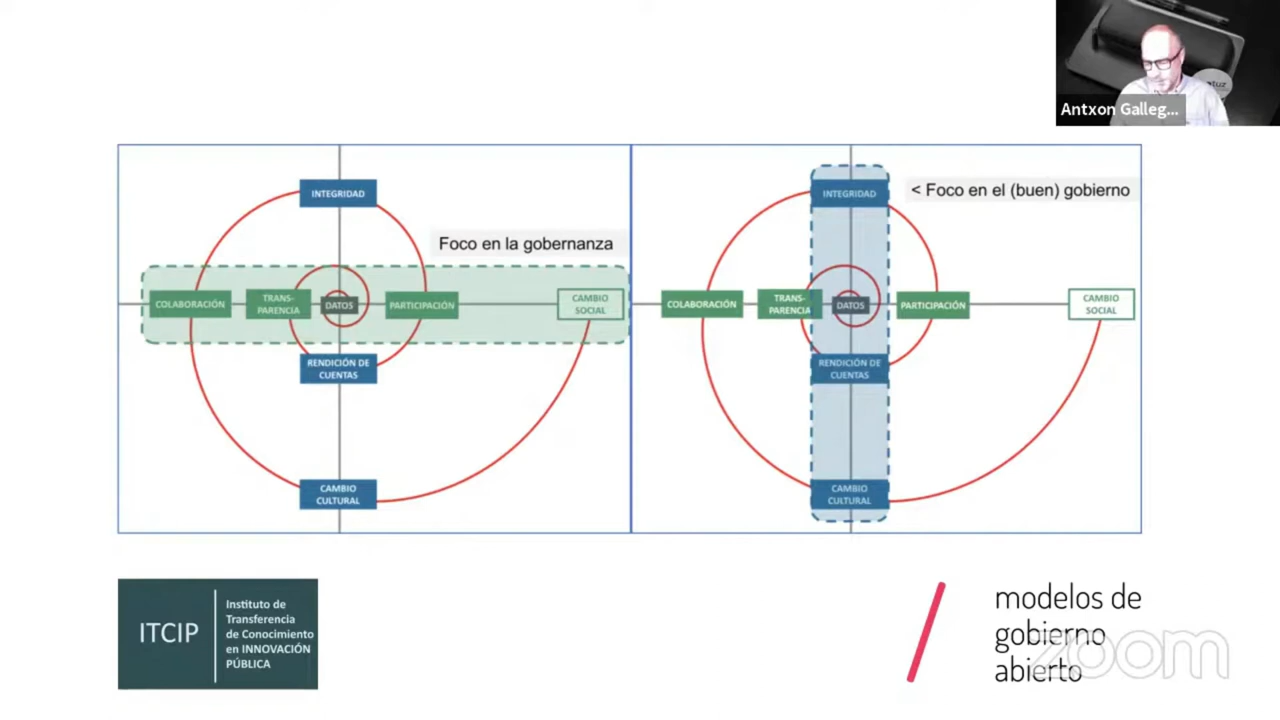 Antxon Galleg...
INTEGRIDAD
Foco en la gobernanza
COLABORACIÓN
TRANS-
PARENCIA
DATOS
PARTICIPACIÓN
CAMBIO
SOCIAL
RENDICIÓN DE
CUENTAS
CAMBIO
CULTURAL
INTEGRIDAD
< Foco en el (buen) gobierno
COLABORACIÓN
TRANS-
PARENCIA
DATOS
PARTICIPACIÓN
CAMBIO
SOCIAL
RENDICIÓN DE
CUENTAS
CAMBIO
CULTURAL
ITCIP
Instituto de
Transferencia
de Conocimiento
en INNOVACIÓN
PÚBLICA
modelos de
gobierno
abierto
zoom